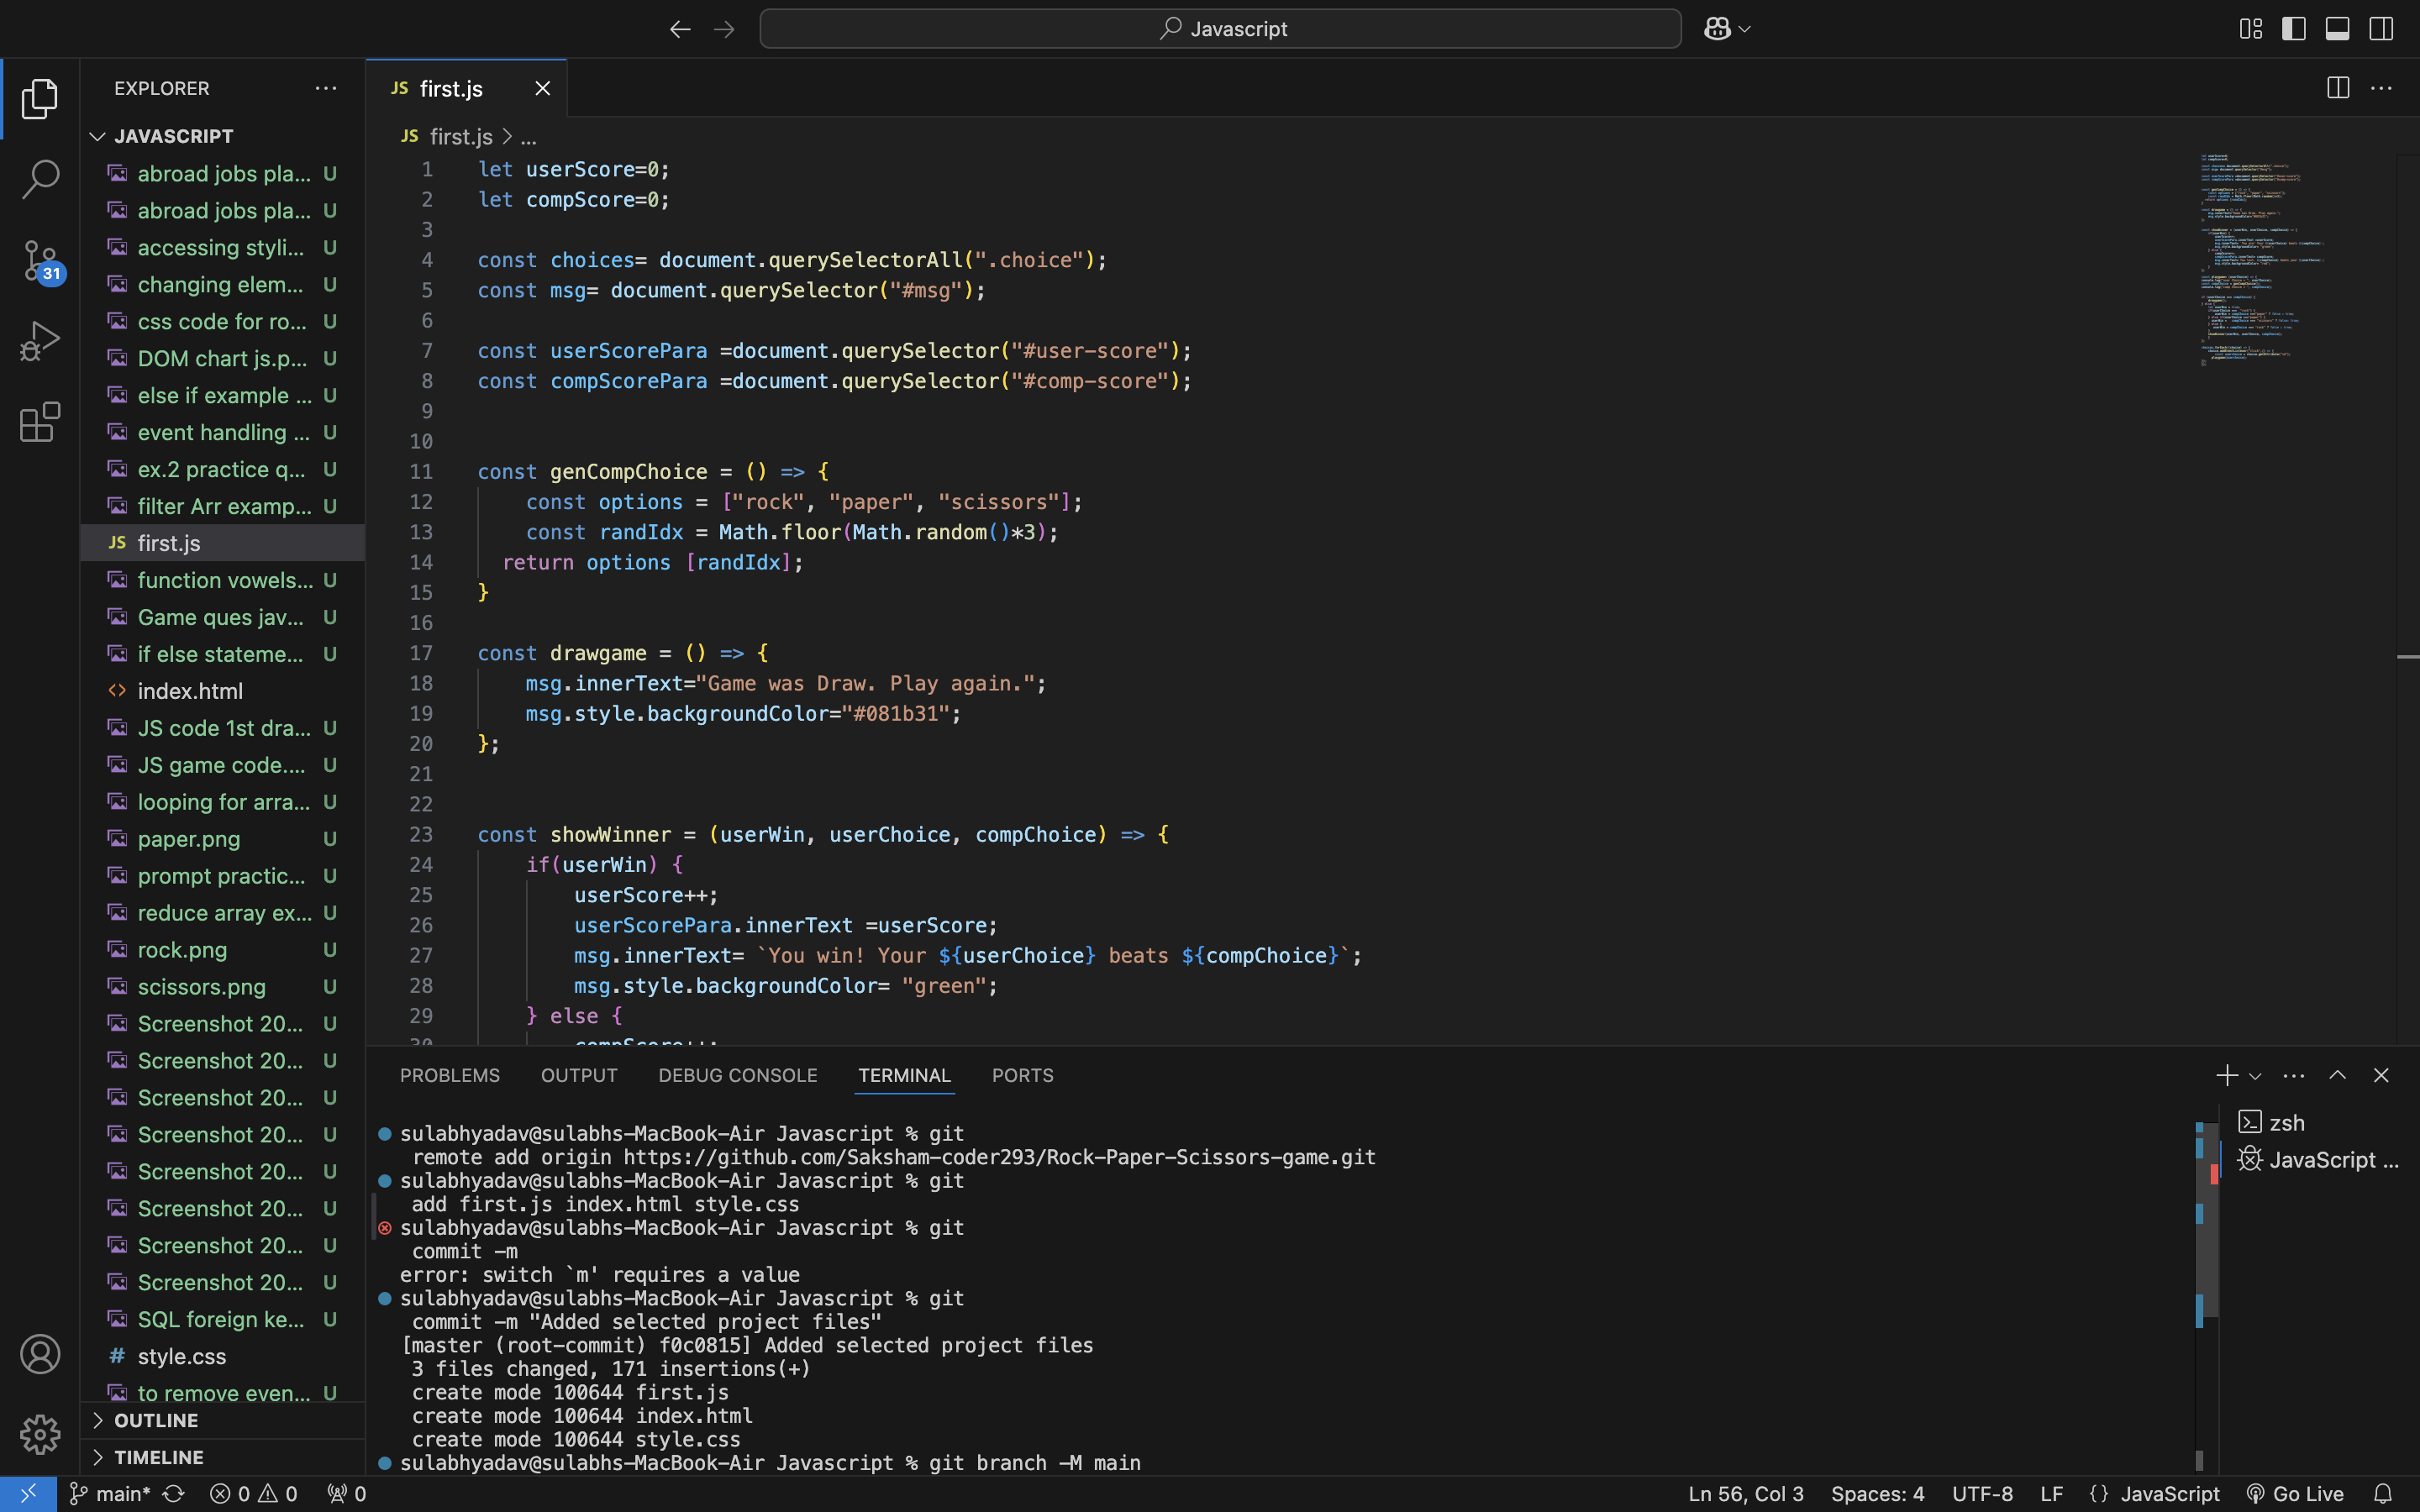 Javascript
EXPLORER
JAVASCRIPT
abroad jobs pla... U
abroad jobs pla... U
accessing styli... U
changing elem... U
css code for ro... U
DOM chart js.p... U
else if example ... U
event handling ... U
ex.2 practice q... U
filter Arr examp... U
JS first.js
function vowels... U
Game ques jav... U
if else stateme... U
<> index.html
JS code 1st dra... U
JS game code.... U
looping for arra... U
paper.png U
prompt practic... U
reduce array ex... U
rock.png U
scissors.png U
Screenshot 20... U
Screenshot 20... U
Screenshot 20... U
Screenshot 20... U
Screenshot 20... U
Screenshot 20... U
Screenshot 20... U
Screenshot 20... U
SQL foreign ke... U
# style.css
to remove even... U
OUTLINE
TIMELINE
31
JS first.js
JS first.js > ...
1 let userScore=0;
2 let compScore=0;
3
4 const choices= document.querySelectorAll(".choice");
5 const msg= document.querySelector("#msg");
6
7 const userScorePara =document.querySelector("#user-score");
8 const compScorePara =document.querySelector("#comp-score");
9
10
11 const genCompChoice = () => {
12 const options = ["rock", "paper", "scissors"];
13 const randIdx = Math.floor(Math.random()*3);
14 return options [randIdx];
15 }
16
17 const drawgame = () => {
18 msg.innerText="Game was Draw. Play again.";
19 msg.style.backgroundColor="#081b31";
20 };
21
22
23 const showWinner = (userWin, userChoice, compChoice) => {
24 if(userWin) {
25 userScore++;
26 userScorePara.innerText =userScore;
27 msg.innerText= `You win! Your ${userChoice} beats ${compChoice}`;
28 msg.style.backgroundColor= "green";
29 } else {
30 compScore++;
PROBLEMS OUTPUT DEBUG CONSOLE TERMINAL PORTS
sulabhyadav@sulabhs-MacBook-Air Javascript % git
remote add origin https://github.com/Saksham-coder293/Rock-Paper-Scissors-game.git
sulabhyadav@sulabhs-MacBook-Air Javascript % git
add first.js index.html style.css
sulabhyadav@sulabhs-MacBook-Air Javascript % git
commit -m
error: switch `m' requires a value
sulabhyadav@sulabhs-MacBook-Air Javascript % git
commit -m "Added selected project files"
[master (root-commit) f0c0815] Added selected project files
3 files changed, 171 insertions(+)
create mode 100644 first.js
create mode 100644 index.html
create mode 100644 style.css
sulabhyadav@sulabhs-MacBook-Air Javascript % git branch -M main
zsh
JavaScript ...
main* 0 0 0
Ln 56, Col 3 Spaces: 4 UTF-8 LF {} JavaScript Go Live